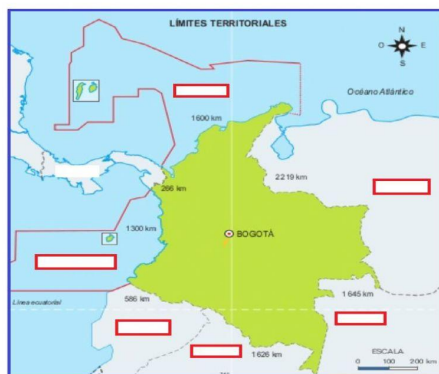 LÍMITES TERRITORIALES
N
O
E
S
Océano Atlántico
1600 km
266 km
2219 km
1300 km
BOGOTÁ
Línea ecuatorial
586 km
1645 km
1626 km
ESCALA
0 100 200 km